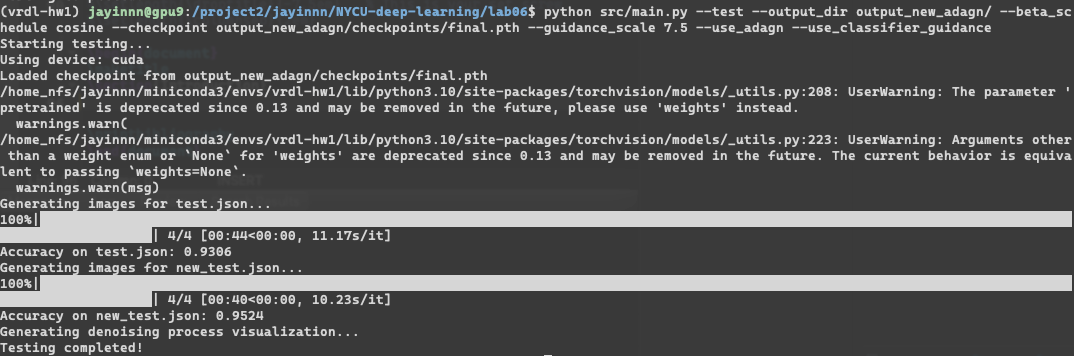 (vrdl-hw1) jayinnn@gpu9:/project2/jayinnn/NYCU-deep-learning/lab06$ python src/main.py --test --output_dir output_new_adagn/ --beta_sc
hedule cosine --checkpoint output_new_adagn/checkpoints/final.pth --guidance_scale 7.5 --use_adagn --use_classifier_guidance
Starting testing...
Using device: cuda
Loaded checkpoint from output_new_adagn/checkpoints/final.pth
/home_nfs/jayinnn/miniconda3/envs/vrdl-hw1/lib/python3.10/site-packages/torchvision/models/_utils.py:208: UserWarning: The parameter '
pretrained' is deprecated since 0.13 and may be removed in the future, please use 'weights' instead.
  warnings.warn(
/home_nfs/jayinnn/miniconda3/envs/vrdl-hw1/lib/python3.10/site-packages/torchvision/models/_utils.py:223: UserWarning: Arguments other
 than a weight enum or `None` for 'weights' are deprecated since 0.13 and may be removed in the future. The current behavior is equiva
lent to passing `weights=None`.
  warnings.warn(msg)
Generating images for test.json...
100%|
| 4/4 [00:44<00:00, 11.17s/it]
Accuracy on test.json: 0.9306
Generating images for new_test.json...
100%|
| 4/4 [00:40<00:00, 10.23s/it]
Accuracy on new_test.json: 0.9524
Generating denoising process visualization...
Testing completed!